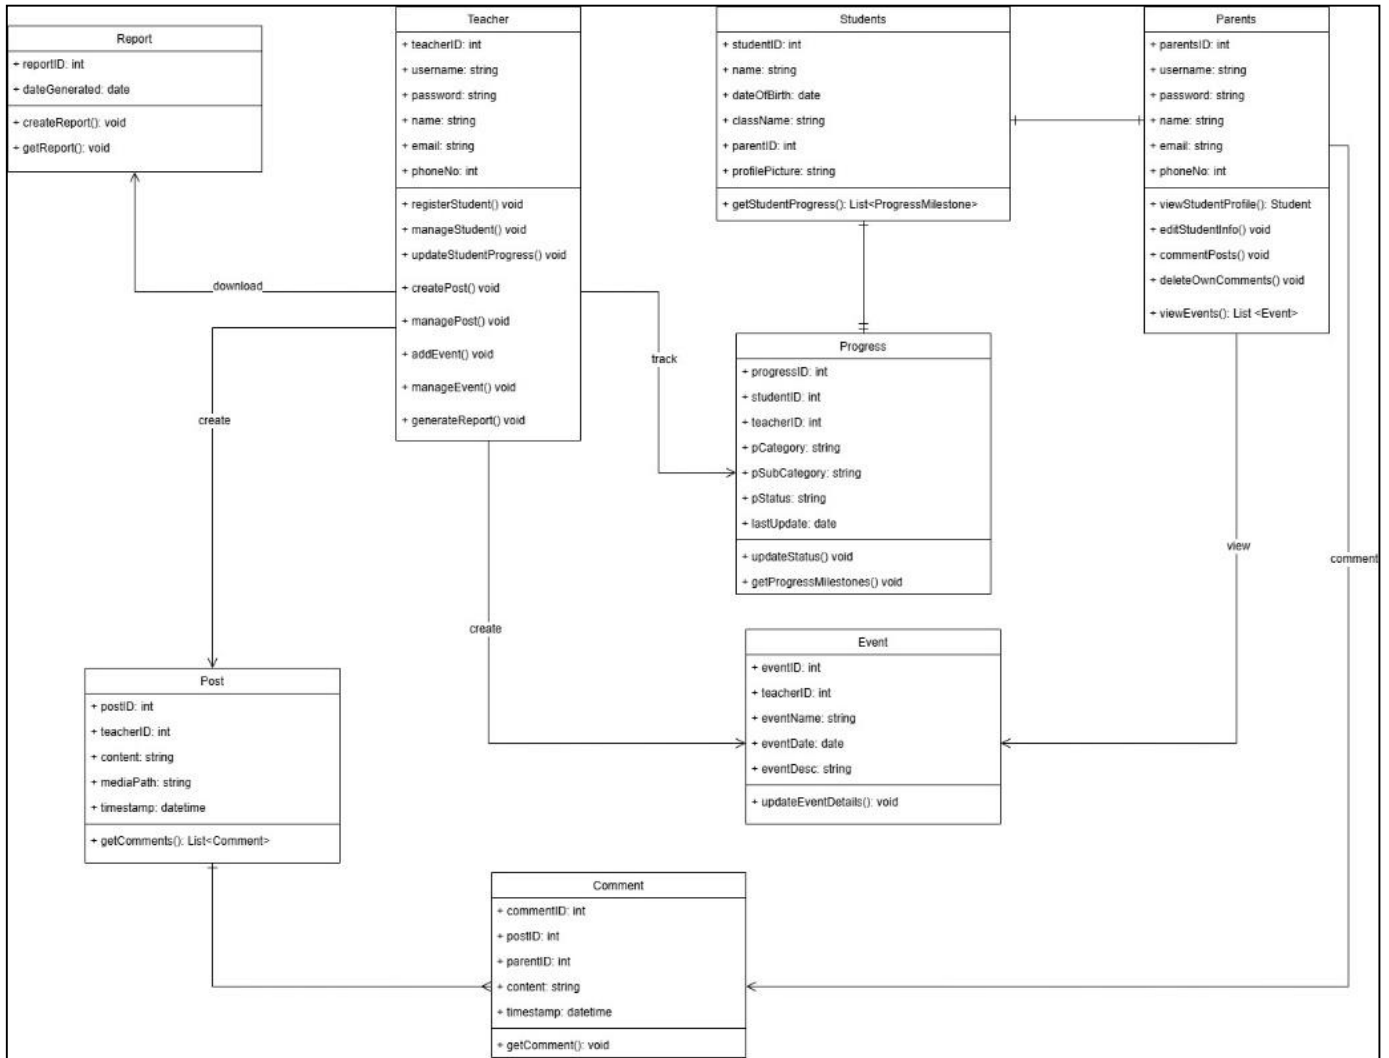 Report
+ reportID: int
+ dateGenerated: date
+ createReport(): void
+ getReport(): void
Teacher
+ teacherID: int
+ username: string
+ password: string
+ name: string
+ email: string
+ phoneNo: int
+ registerStudent() void
+ manageStudent() void
+ updateStudentProgress() void
+ createPost() void
+ managePost() void
+ addEvent() void
+ manageEvent() void
+ generateReport() void
Students
+ studentID: int
+ name: string
+ dateOfBirth: date
+ className: string
+ parentID: int
+ profilePicture: string
+ getStudentProgress(): List<ProgressMilestone>
Parents
+ parentsID: int
+ username: string
+ password: string
+ name: string
+ email: string
+ phoneNo: int
+ viewStudentProfile(): Student
+ editStudentInfo() void
+ commentPosts() void
+ deleteOwnComments() void
+ viewEvents(): List <Event>
download
create
track
create
view
comment
Progress
+ progressID: int
+ studentID: int
+ teacherID: int
+ pCategory: string
+ pSubCategory: string
+ pStatus: string
+ lastUpdate: date
+ updateStatus() void
+ getProgressMilestones() void
Event
+ eventID: int
+ teacherID: int
+ eventName: string
+ eventDate: date
+ eventDesc: string
+ updateEventDetails(): void
Post
+ postID: int
+ teacherID: int
+ content: string
+ mediaPath: string
+ timestamp: datetime
+ getComments(): List<Comment>
Comment
+ commentID: int
+ postID: int
+ parentID: int
+ content: string
+ timestamp: datetime
+ getComment(): void